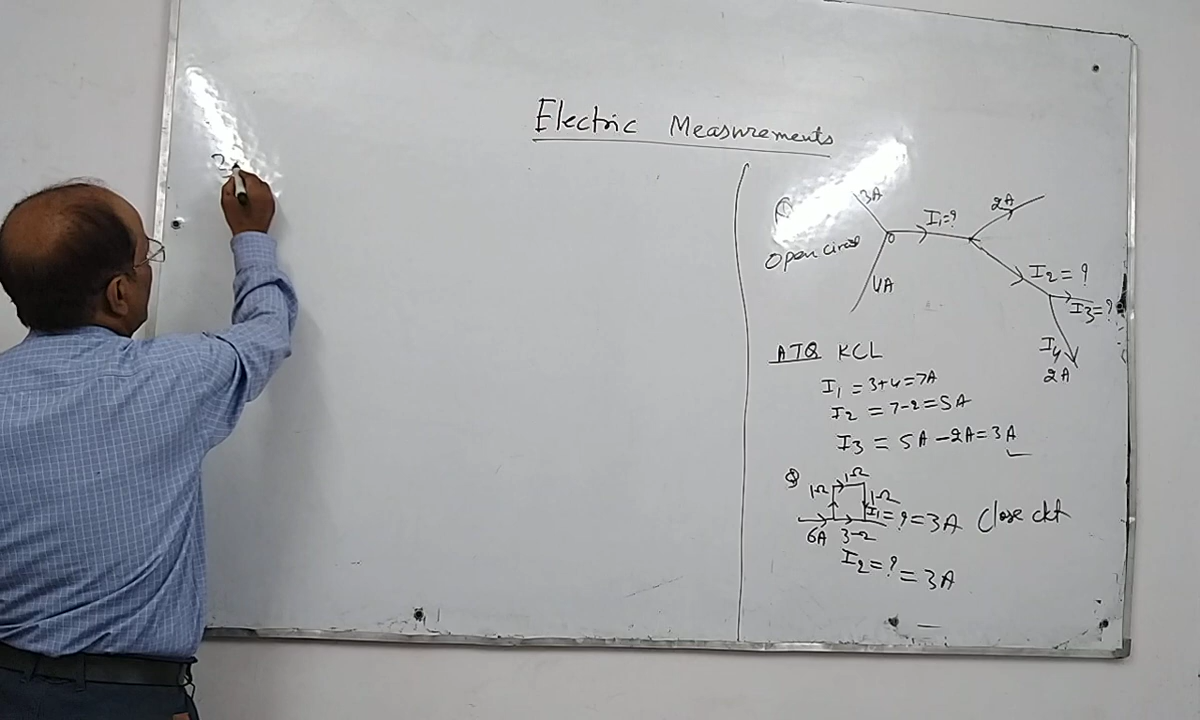 Electric Measurements
3A
I1=?
2A
Open
4A
I2 = ?
I3=?
I4
2A
ATQ KCL
I1 = 3+4=7A
I2 = 7-2=5A
I3 = 5A-2A=3A
Q
1Ω
1Ω
1Ω
I1=?=3A Close ckt
6A 3Ω
I2=?=3A